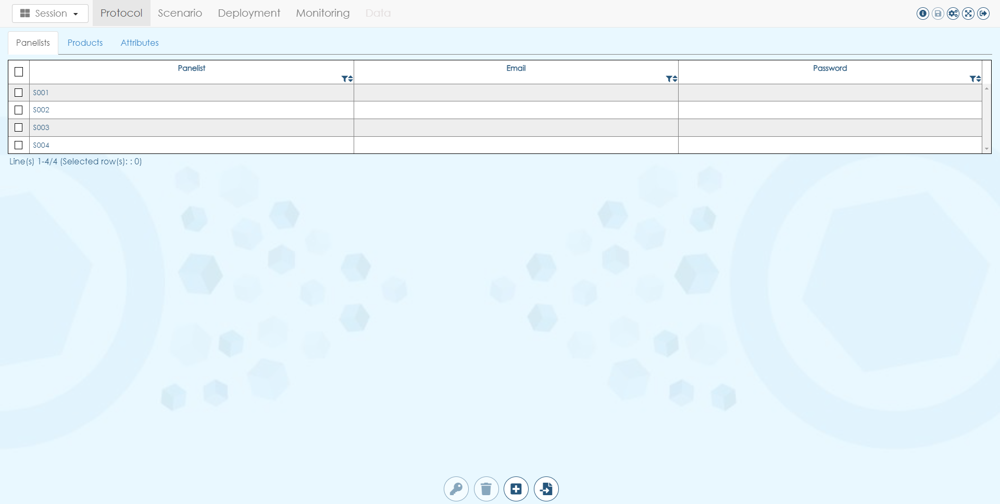 Session Protocol Scenario Deployment Monitoring Data
Panelists Products Attributes
Panelist Email Password
S001
S002
S003
S004
Line(s) 1-4/4 (Selected row(s): : 0)